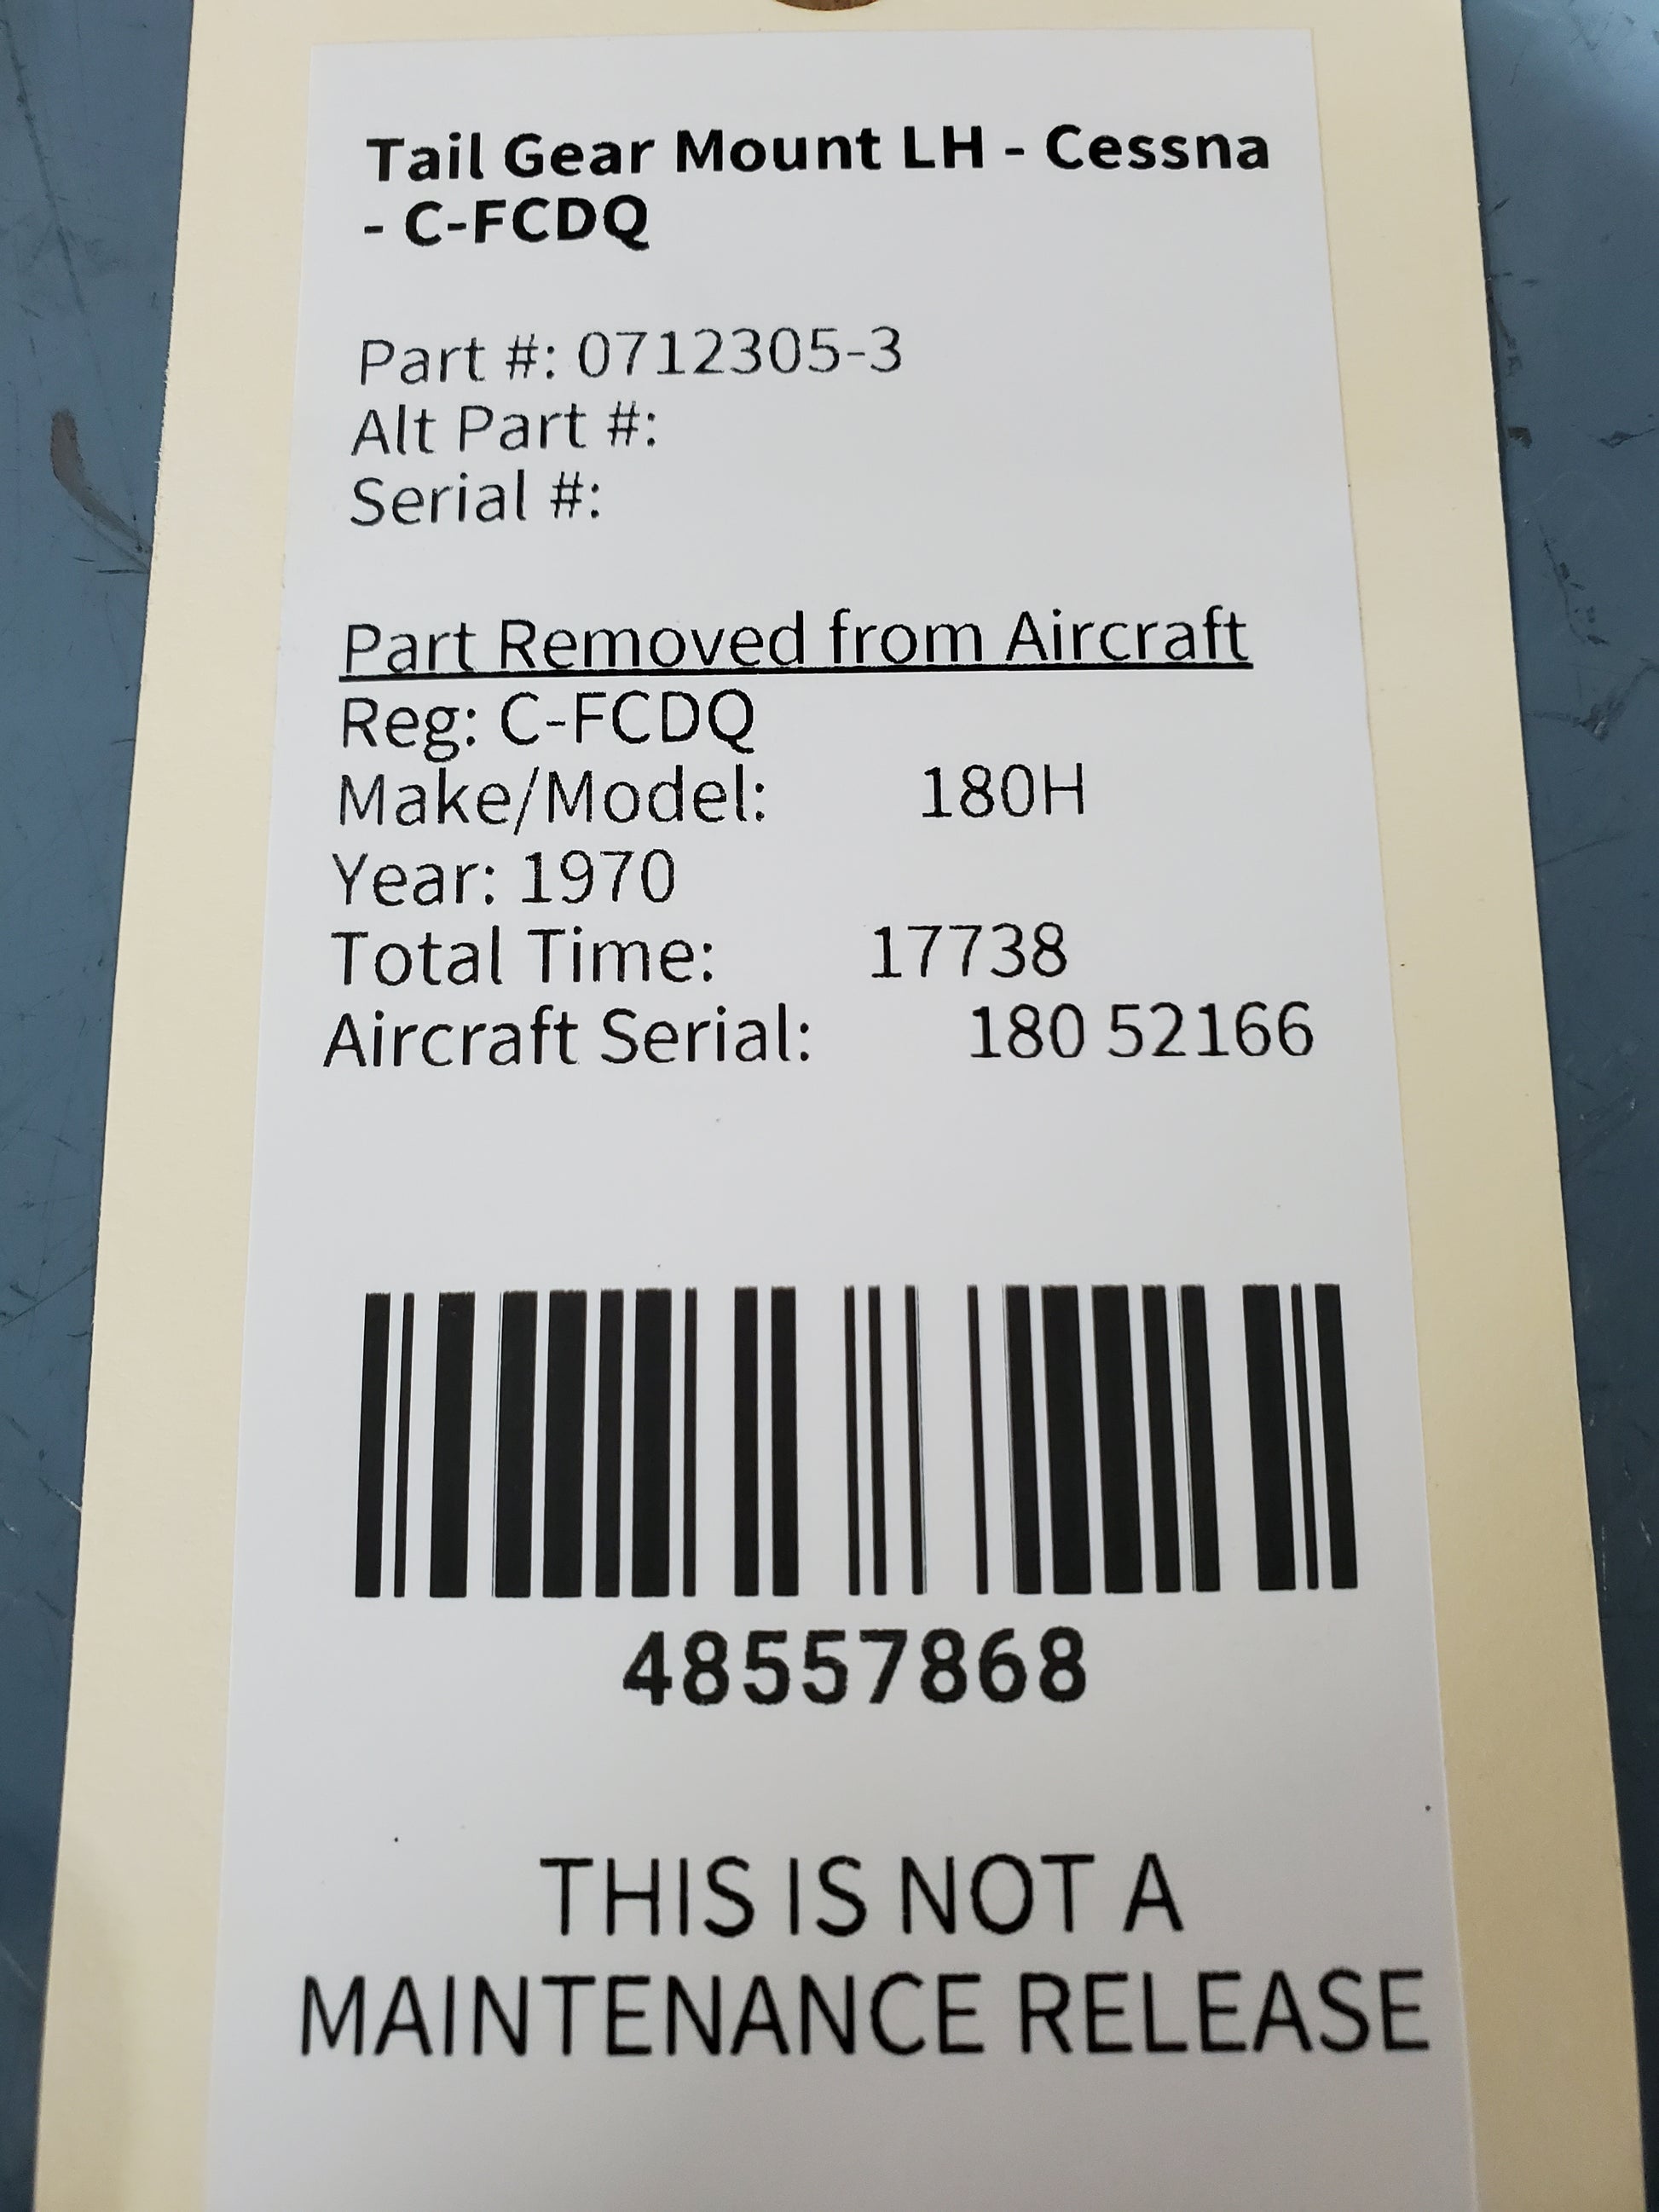 Tail Gear Mount LH - Cessna
- C-FCDQ
Part #: 0712305-3
Alt Part #:
Serial #:
Part Removed from Aircraft
Reg: C-FCDQ
Make/Model: 180H
Year: 1970
Total Time: 17738
Aircraft Serial: 180 52166
48557868
THIS IS NOT A
MAINTENANCE RELEASE